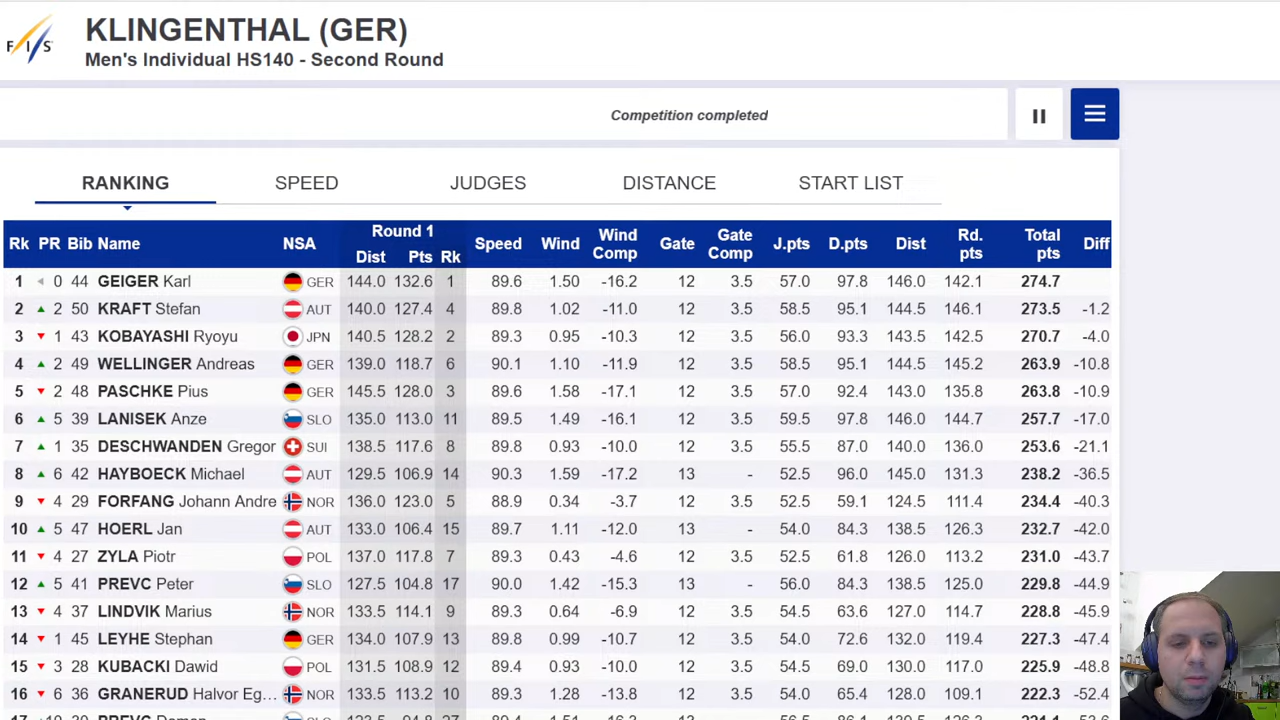 FIS
KLINGENTHAL (GER)
Men's Individual HS140 - Second Round
Competition completed
RANKING SPEED JUDGES DISTANCE START LIST
Rk PR Bib Name NSA Round 1 Dist Pts Rk Speed Wind Wind Comp Gate Gate Comp J.pts D.pts Dist Rd. pts Total pts Diff
1 0 44 GEIGER Karl GER 144.0 132.6 1 89.6 1.50 -16.2 12 3.5 57.0 97.8 146.0 142.1 274.7
2 2 50 KRAFT Stefan AUT 140.0 127.4 4 89.8 1.02 -11.0 12 3.5 58.5 95.1 144.5 146.1 273.5 -1.2
3 1 43 KOBAYASHI Ryoyu JPN 140.5 128.2 2 89.3 0.95 -10.3 12 3.5 56.0 93.3 143.5 142.5 270.7 -4.0
4 2 49 WELLINGER Andreas GER 139.0 118.7 6 90.1 1.10 -11.9 12 3.5 58.5 95.1 144.5 145.2 263.9 -10.8
5 2 48 PASCHKE Pius GER 145.5 128.0 3 89.6 1.58 -17.1 12 3.5 57.0 92.4 143.0 135.8 263.8 -10.9
6 5 39 LANISEK Anze SLO 135.0 113.0 11 89.5 1.49 -16.1 12 3.5 59.5 97.8 146.0 144.7 257.7 -17.0
7 1 35 DESCHWANDEN Gregor SUI 138.5 117.6 8 89.8 0.93 -10.0 12 3.5 55.5 87.0 140.0 136.0 253.6 -21.1
8 6 42 HAYBOECK Michael AUT 129.5 106.9 14 90.3 1.59 -17.2 13 - 52.5 96.0 145.0 131.3 238.2 -36.5
9 4 29 FORFANG Johann Andre NOR 136.0 123.0 5 88.9 0.34 -3.7 12 3.5 52.5 59.1 124.5 111.4 234.4 -40.3
10 5 47 HOERL Jan AUT 133.0 106.4 15 89.7 1.11 -12.0 13 - 54.0 84.3 138.5 126.3 232.7 -42.0
11 4 27 ZYLA Piotr POL 137.0 117.8 7 89.3 0.43 -4.6 12 3.5 52.5 61.8 126.0 113.2 231.0 -43.7
12 5 41 PREVC Peter SLO 127.5 104.8 17 90.0 1.42 -15.3 13 - 56.0 84.3 138.5 125.0 229.8 -44.9
13 4 37 LINDVIK Marius NOR 133.5 114.1 9 89.3 0.64 -6.9 12 3.5 54.5 63.6 127.0 114.7 228.8 -45.9
14 1 45 LEYHE Stephan GER 134.0 107.9 13 89.8 0.99 -10.7 12 3.5 54.0 72.6 132.0 119.4 227.3 -47.4
15 3 28 KUBACKI Dawid POL 131.5 108.9 12 89.4 0.93 -10.0 12 3.5 54.5 69.0 130.0 117.0 225.9 -48.8
16 6 36 GRANERUD Halvor Eg... NOR 133.5 113.2 10 89.3 1.28 -13.8 12 3.5 54.0 65.4 128.0 109.1 222.3 -52.4